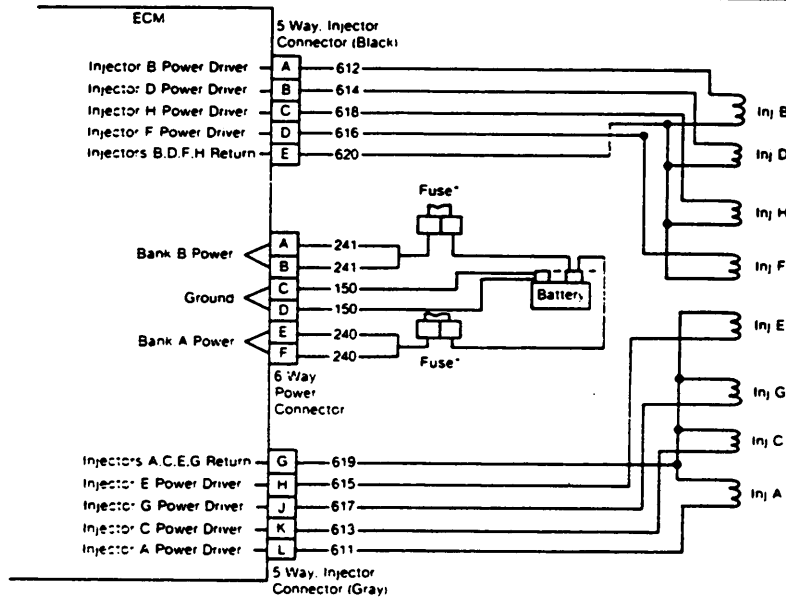 ECM
5 Way. Injector
Connector (Black)
Injector B Power Driver A 612
Injector D Power Driver B 614
Injector H Power Driver C 618
Injector F Power Driver D 616
Injectors B.D.F.H Return E 620
Inj B
Inj D
Inj H
Inj F
Fuse*
Bank B Power
A 241
B 241
Ground
C 150
D 150
Battery
Bank A Power
E 240
F 240
Fuse*
6 Way
Power
Connector
Inj E
Inj G
Inj C
Inj A
Injectors A.C.E.G Return G 619
Injector E Power Driver H 615
Injector G Power Driver J 617
Injector C Power Driver K 613
Injector A Power Driver L 611
5 Way. Injector
Connector (Gray)